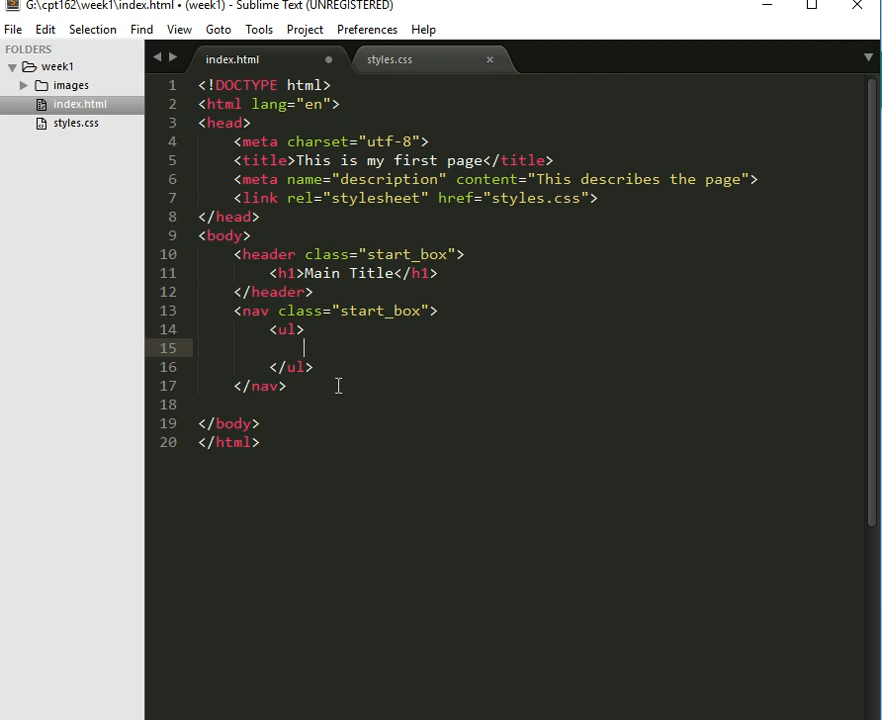 G:\cpt162\week1\index.html • (week1) - Sublime Text (UNREGISTERED)
File Edit Selection Find View Goto Tools Project Preferences Help
FOLDERS
week1
images
index.html
styles.css
index.html styles.css
1 <!DOCTYPE html>
2 <html lang="en">
3 <head>
4 <meta charset="utf-8">
5 <title>This is my first page</title>
6 <meta name="description" content="This describes the page">
7 <link rel="stylesheet" href="styles.css">
8 </head>
9 <body>
10 <header class="start_box">
11 <h1>Main Title</h1>
12 </header>
13 <nav class="start_box">
14 <ul>
15
16 </ul>
17 </nav>
18
19 </body>
20 </html>